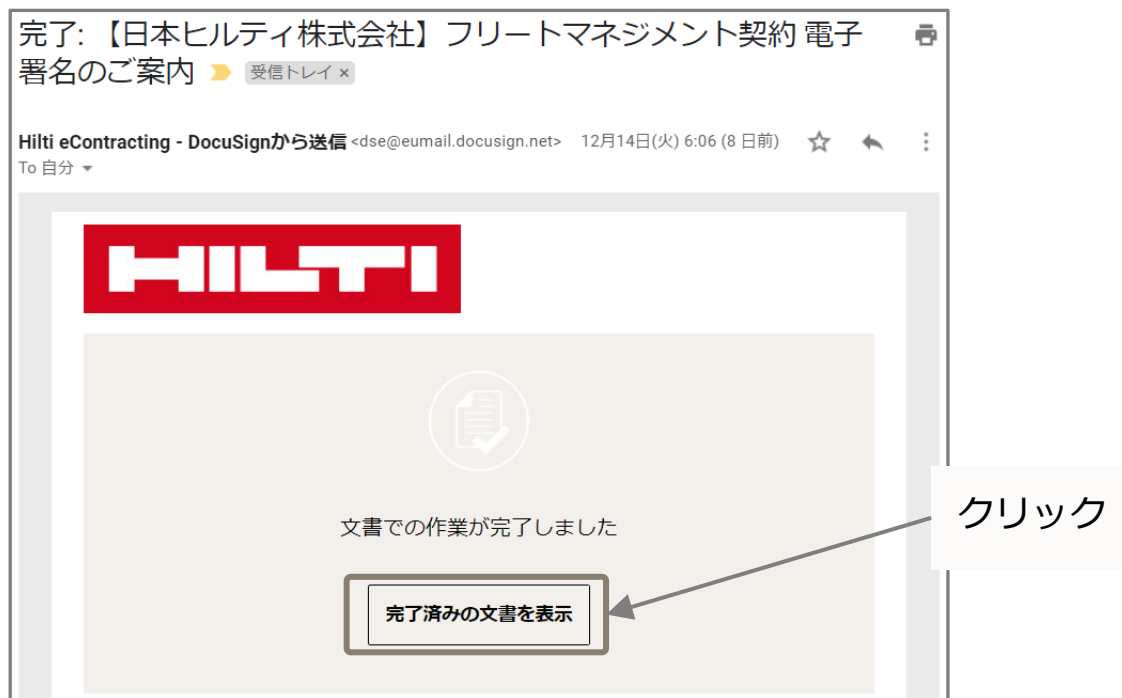 完了: 【日本ヒルティ株式会社】フリートマネジメント契約 電子
署名のご案内 受信トレイ ×
Hilti eContracting - DocuSignから送信 <dse@eumail.docusign.net> 12月14日(火) 6:06 (8 日前)
To 自分
HILTI
文書での作業が完了しました
クリック
完了済みの文書を表示